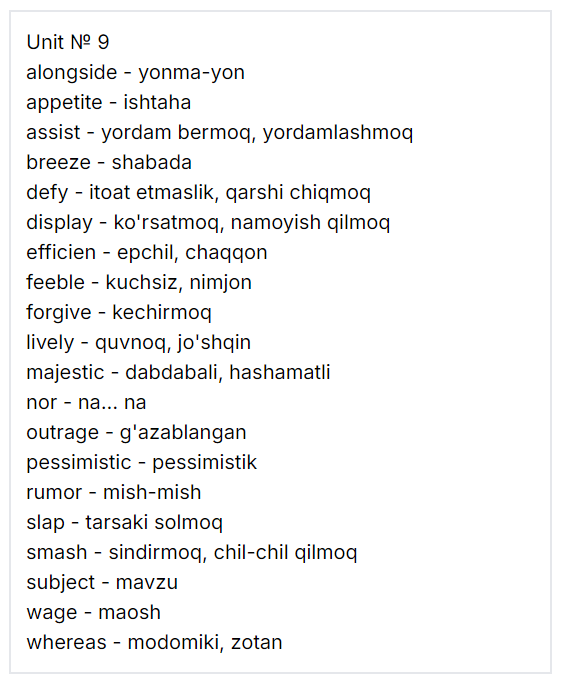 Unit № 9
alongside - yonma-yon
appetite - ishtaha
assist - yordam bermoq, yordamlashmoq
breeze - shabada
defy - itoat etmaslik, qarshi chiqmoq
display - ko'rsatmoq, namoyish qilmoq
efficien - epchil, chaqqon
feeble - kuchsiz, nimjon
forgive - kechirmoq
lively - quvnoq, jo'shqin
majestic - dabdabali, hashamatli
nor - na... na
outrage - g'azablangan
pessimistic - pessimistik
rumor - mish-mish
slap - tarsaki solmoq
smash - sindirmoq, chil-chil qilmoq
subject - mavzu
wage - maosh
whereas - modomiki, zotan